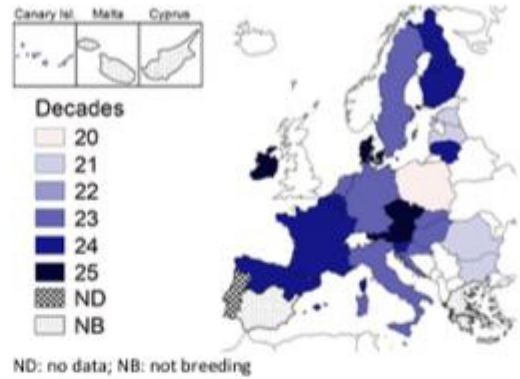 Canary Isl. Malta Cyprus
Decades
20
21
22
23
24
25
ND
NB
ND: no data; NB: not breeding